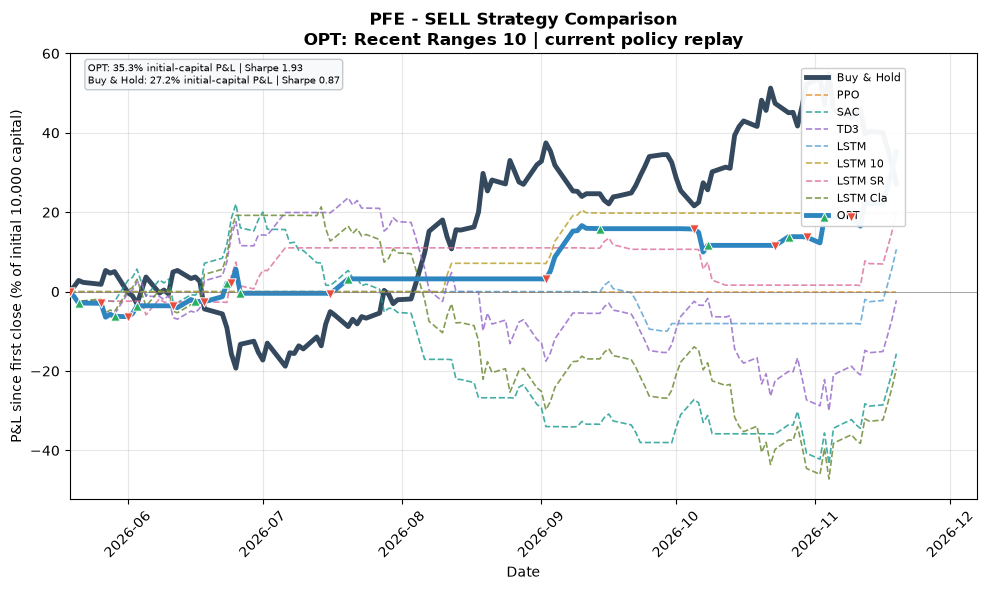 PFE - SELL Strategy Comparison
OPT: Recent Ranges 10 | current policy replay
OPT: 35.3% initial-capital P&L | Sharpe 1.93
Buy & Hold: 27.2% initial-capital P&L | Sharpe 0.87
Buy & Hold
PPO
SAC
TD3
LSTM
LSTM 10
LSTM SR
LSTM Cla
OPT
P&L since first close (% of initial 10,000 capital)
60
40
20
0
−20
−40
2026-06
2026-07
2026-08
2026-09
2026-10
2026-11
2026-12
Date